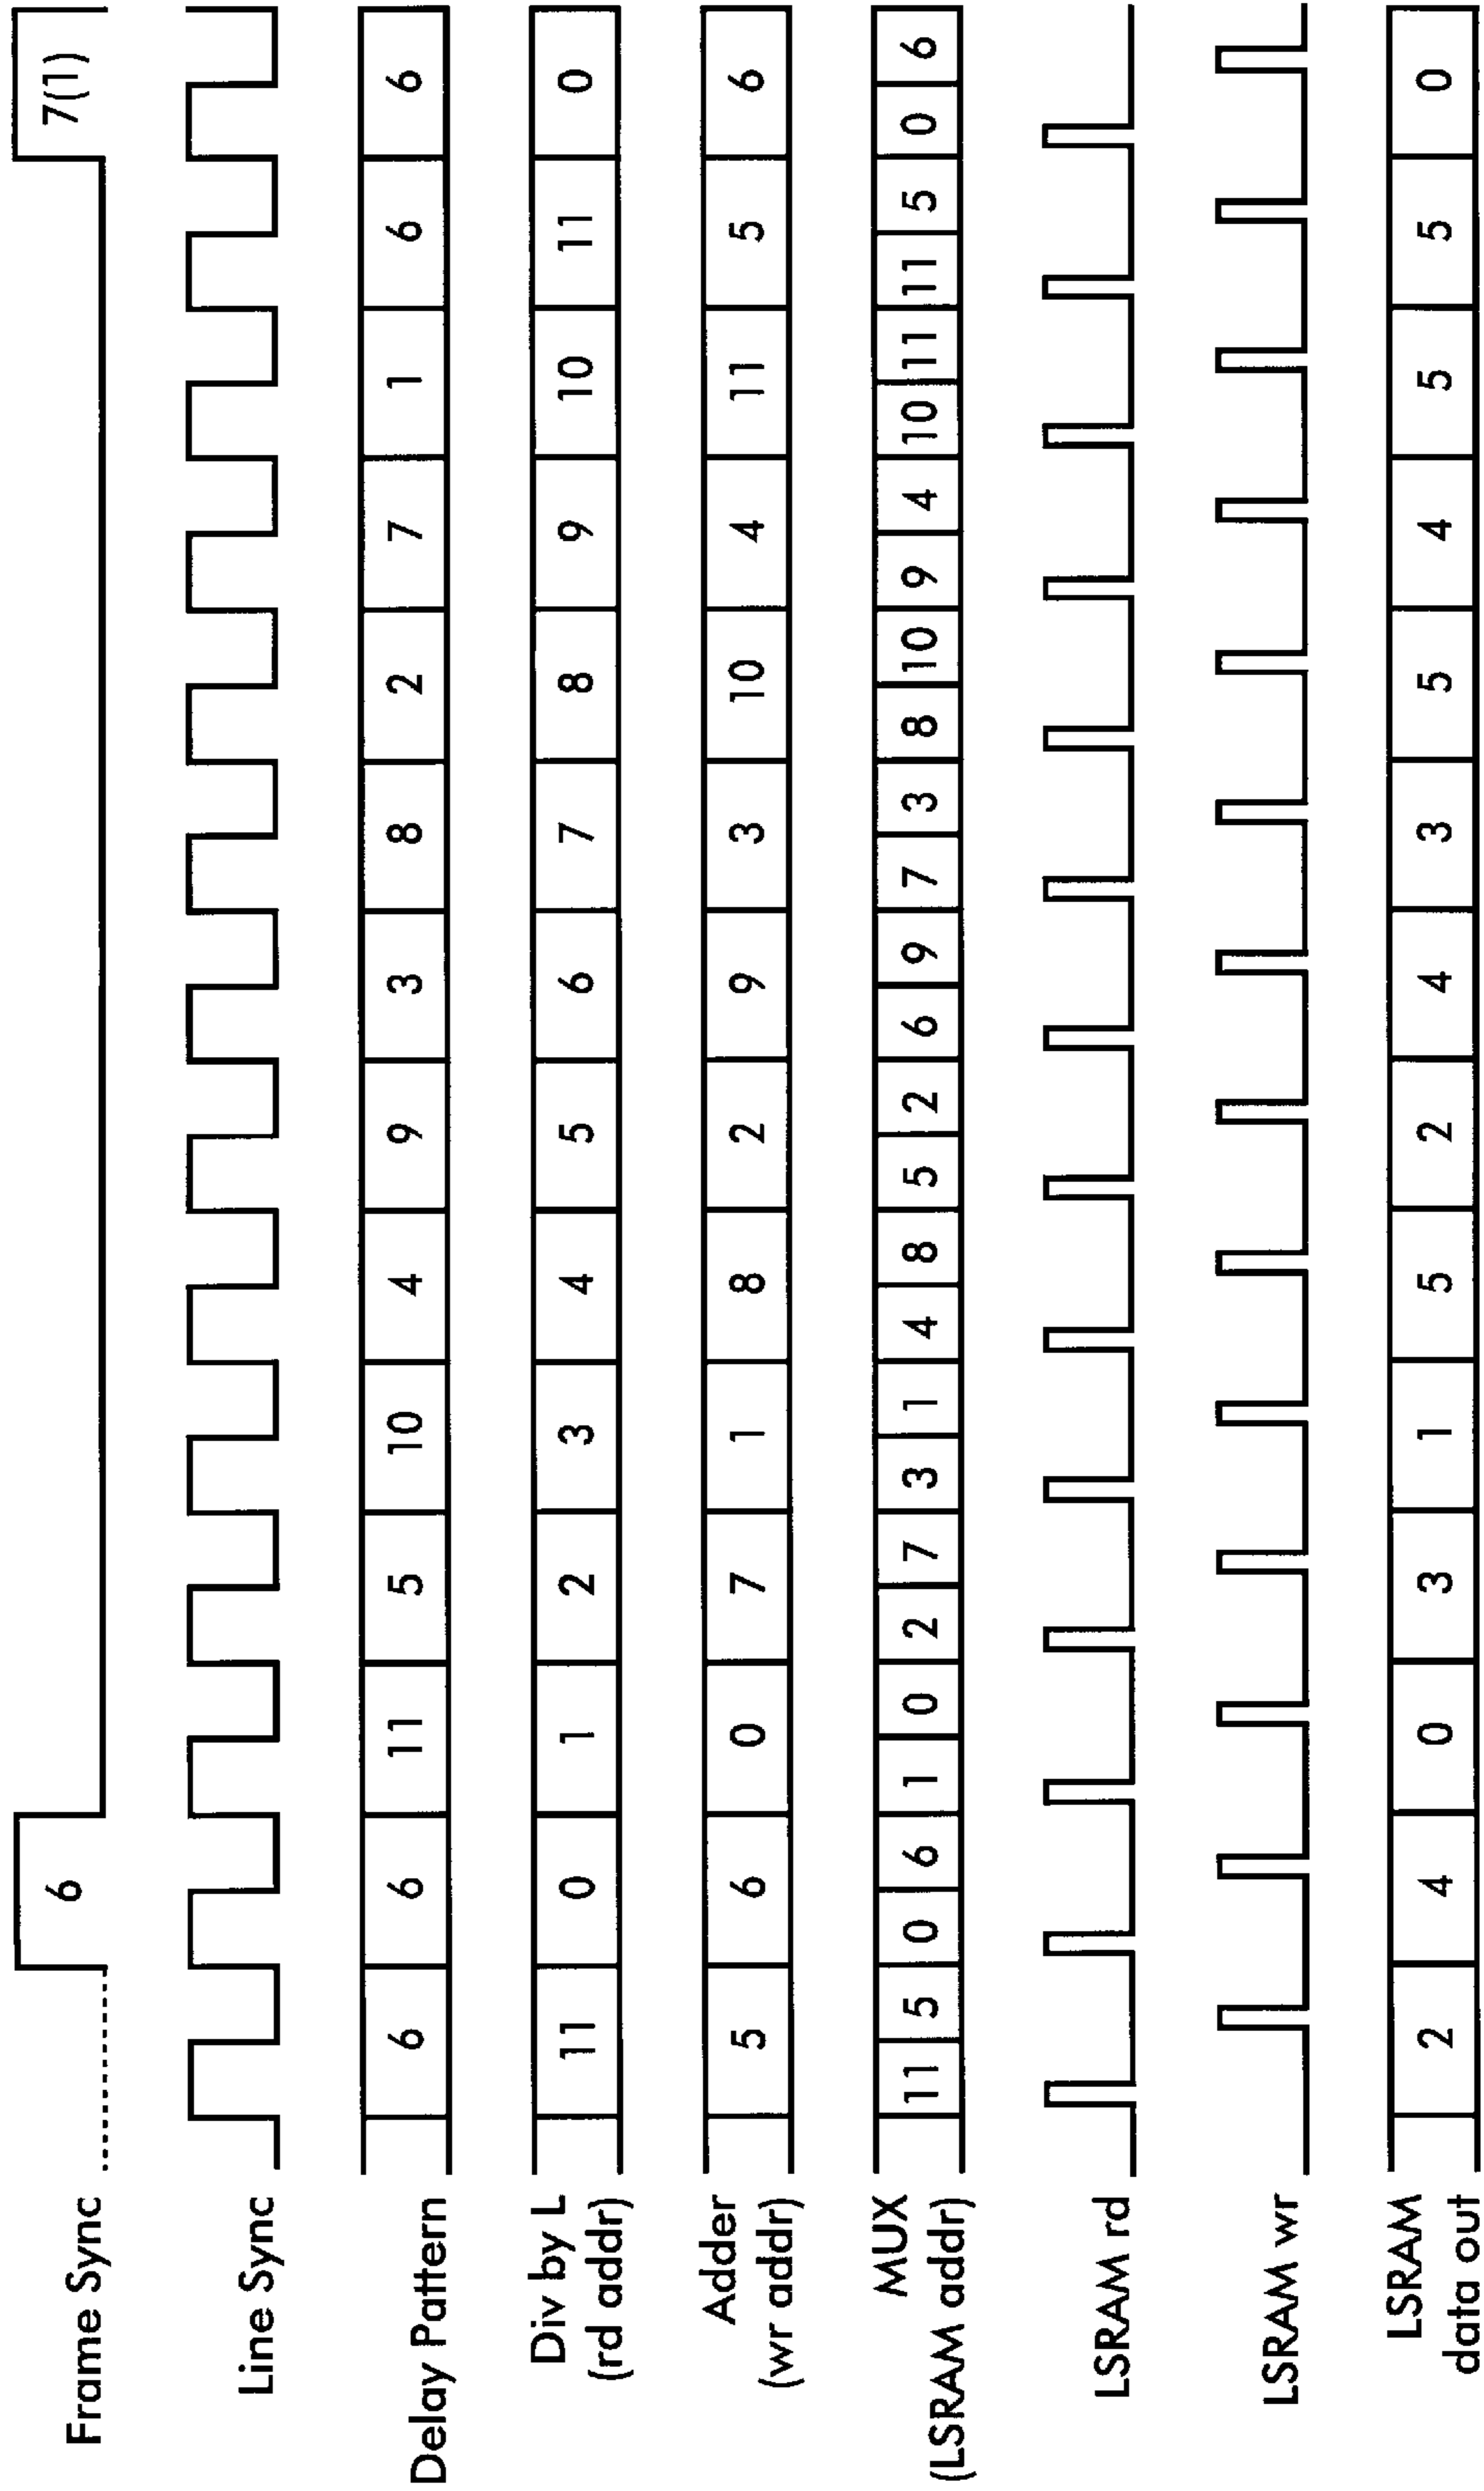 Frame Sync 6 7(1)
Line Sync
Delay Pattern 6 6 11 5 10 4 9 3 8 2 7 1 6 6
Div by L
(rd addr) 11 0 1 2 3 4 5 6 7 8 9 10 11 0
Adder
(wr addr) 5 6 0 7 1 8 2 9 3 10 4 11 5 6
MUX
(LSRAM addr) 11 5 0 6 1 0 2 7 3 1 4 8 5 2 6 9 7 3 8 10 9 4 10 11 11 5 0 6
LSRAM rd
LSRAM wr
LSRAM
data out 2 4 0 3 1 5 2 4 3 5 4 5 5 0